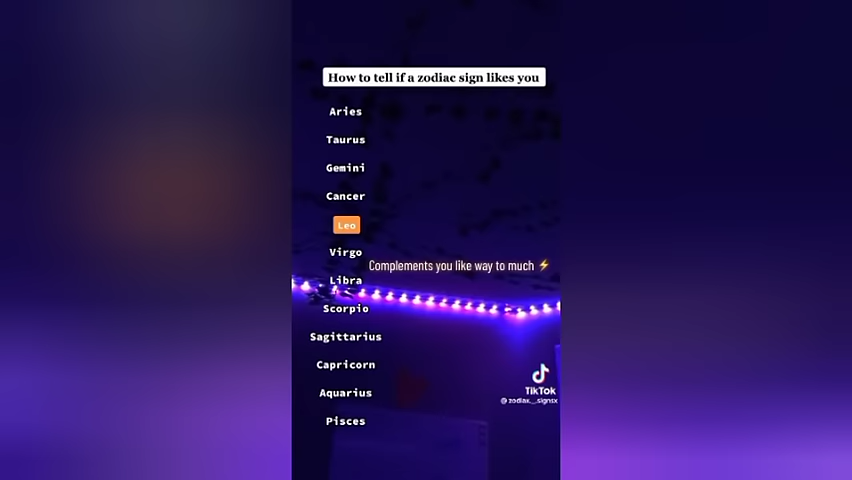 How to tell if a zodiac sign likes you
Aries
Taurus
Gemini
Cancer
Leo
Virgo
Complements you like way to much ⚡
Libra
Scorpio
Sagittarius
Capricorn
Aquarius
Pisces
TikTok
@zodiax__signsx